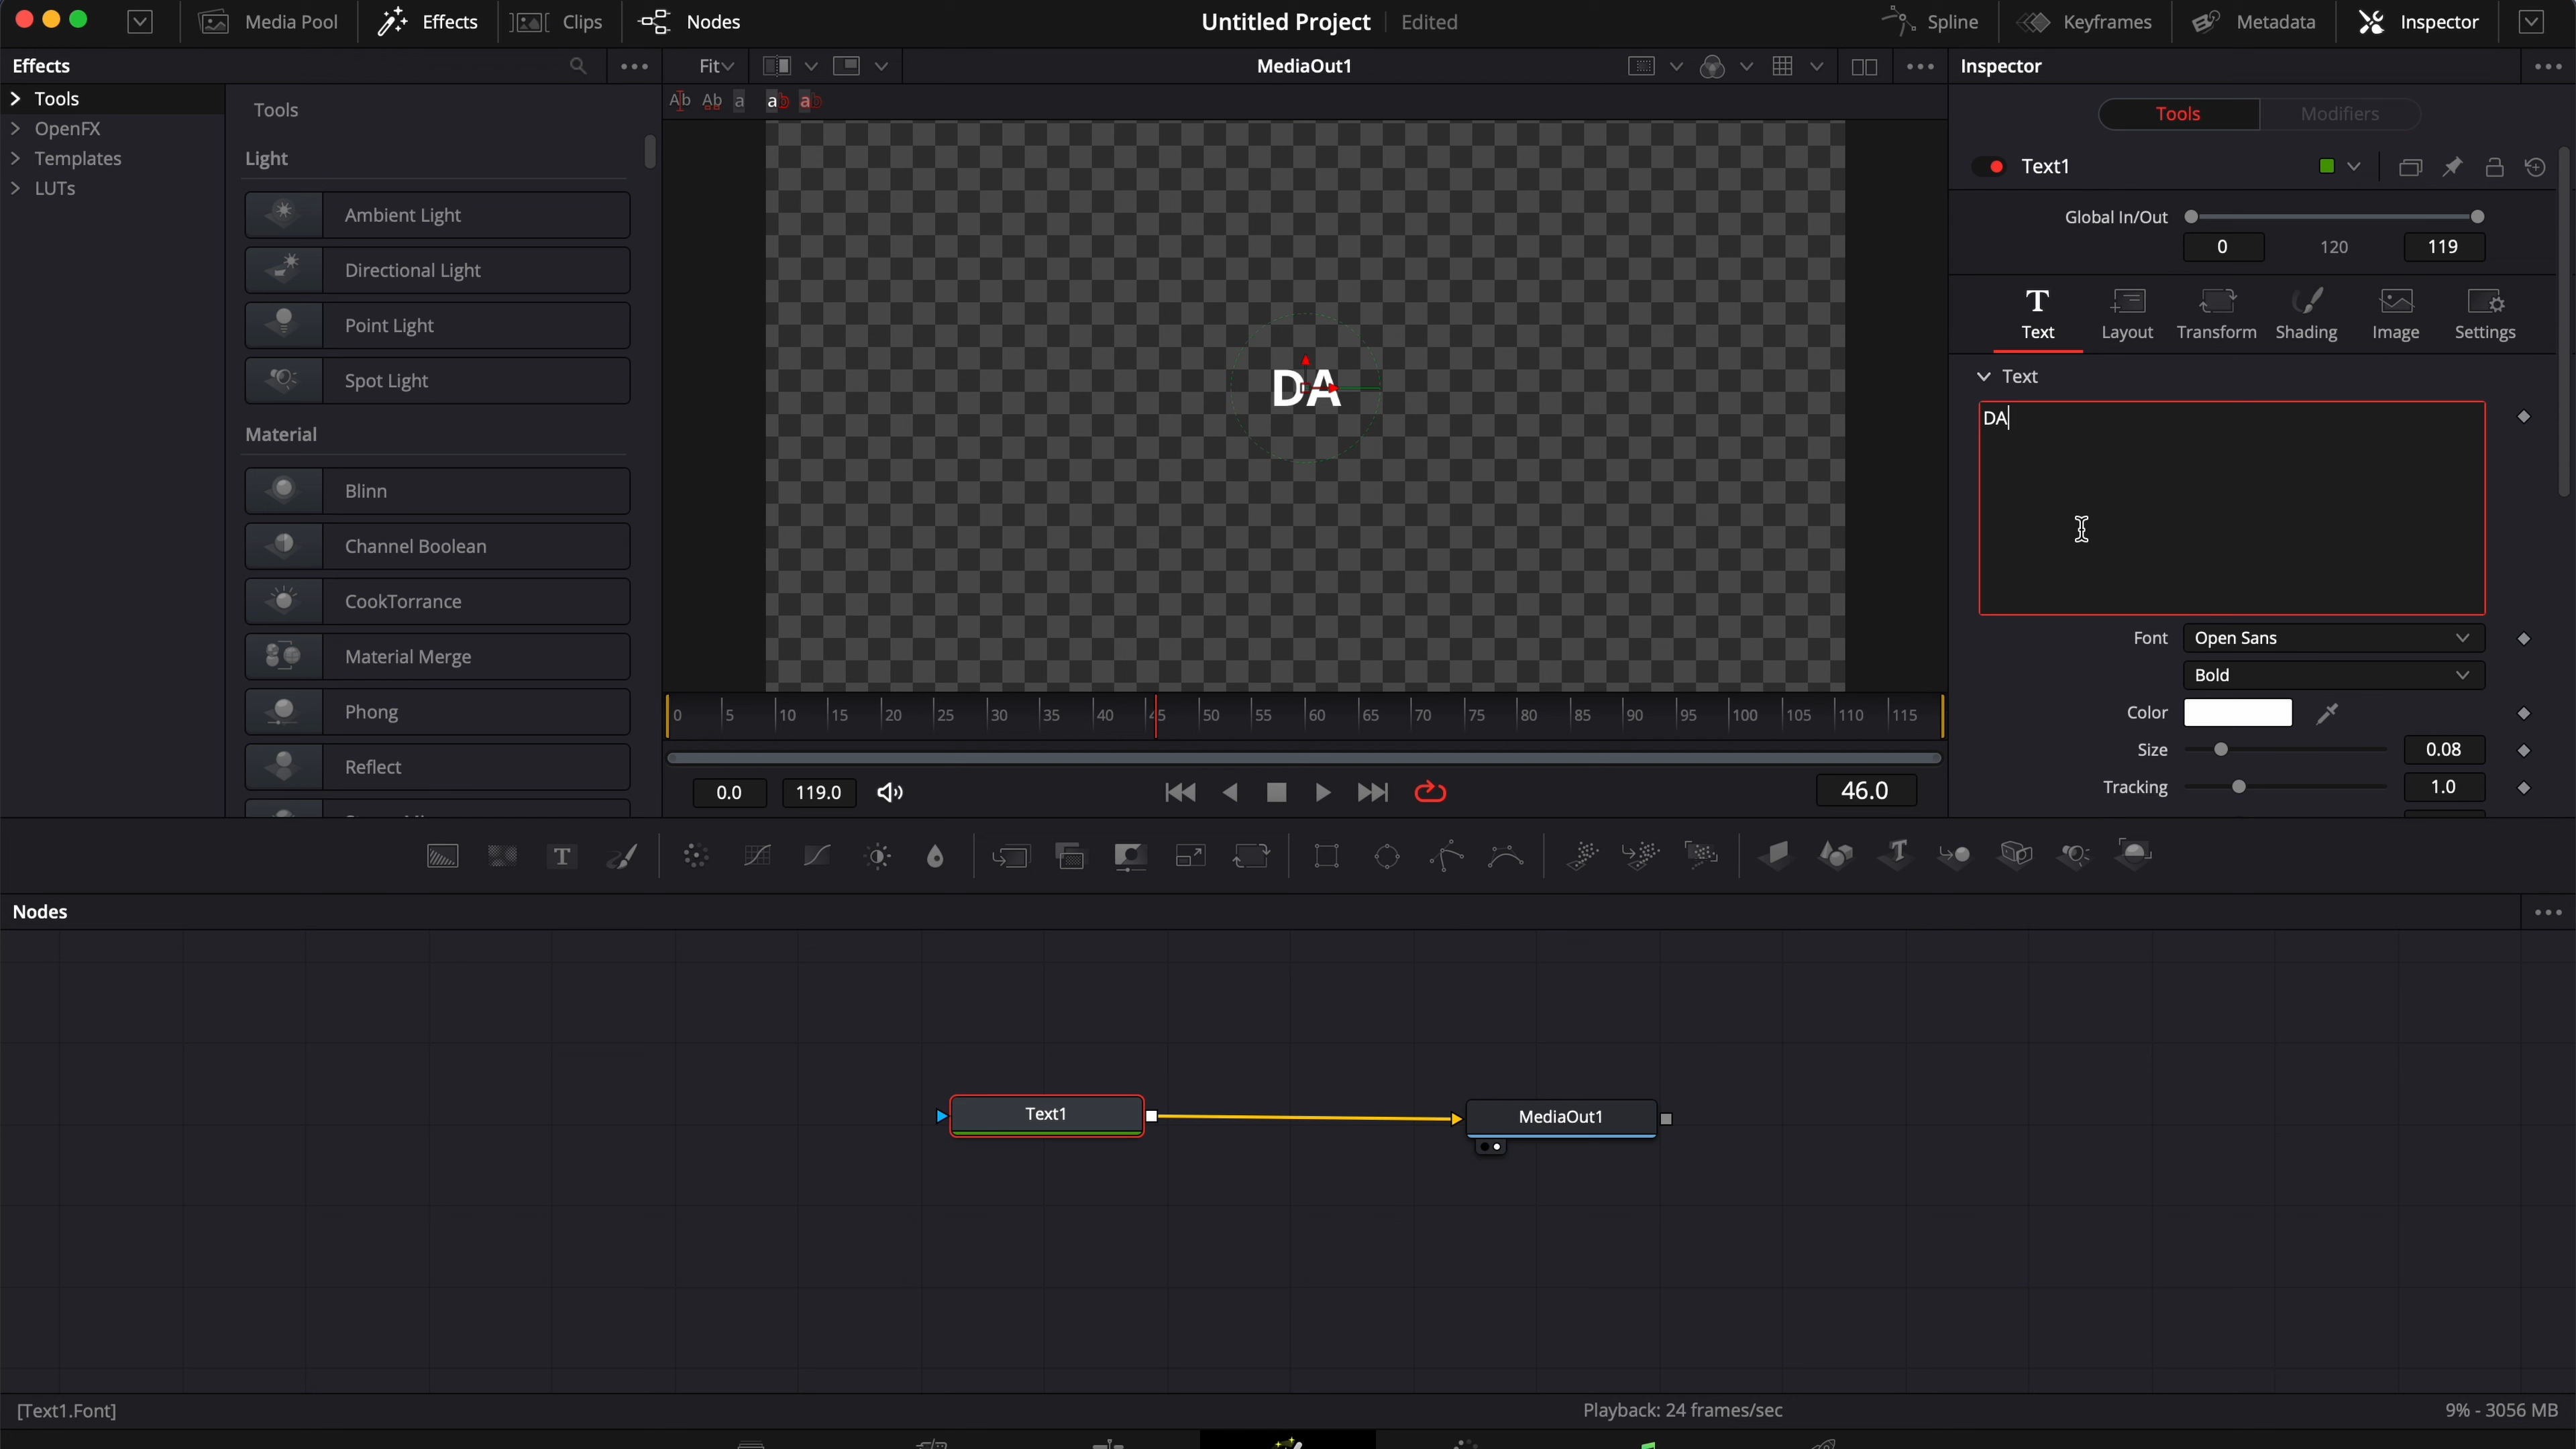 Media Pool
Effects
Clips
Nodes
Untitled Project
Edited
Spline
Keyframes
Metadata
Inspector
Effects
Fit
MediaOut1
Inspector
Tools
OpenFX
Templates
LUTs
Tools
Light
Ambient Light
Directional Light
Point Light
Spot Light
Material
Blinn
Channel Boolean
CookTorrance
Material Merge
Phong
Reflect
Ab Ab a ab ab
DA
0 5 10 15 20 25 30 35 40 45 50 55 60 65 70 75 80 85 90 95 100 105 110 115
0.0
119.0
46.0
Tools
Modifiers
Text1
Global In/Out
0
120
119
T
Text
Layout
Transform
Shading
Image
Settings
Text
DA
Font
Open Sans
Bold
Color
Size
0.08
Tracking
1.0
T
T
Nodes
Text1
MediaOut1
[Text1.Font]
Playback: 24 frames/sec
9% - 3056 MB